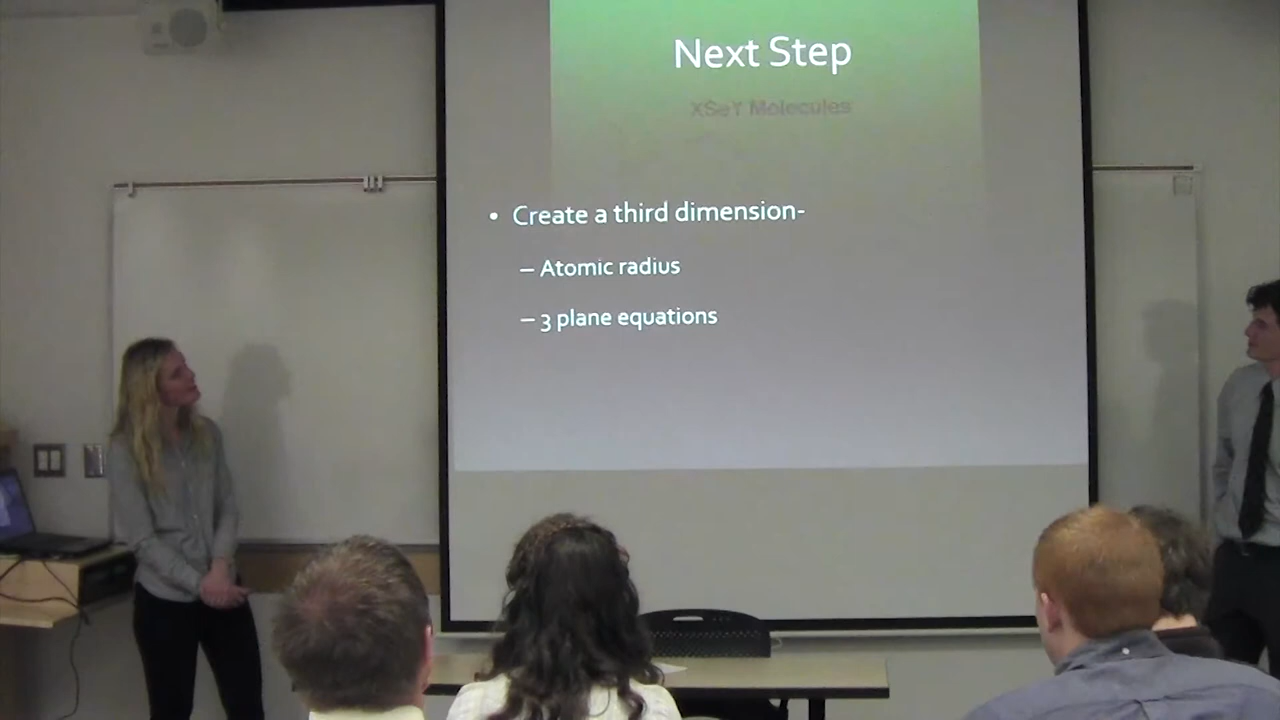 Next Step
XSeY Molecules
• Create a third dimension-
– Atomic radius
– 3 plane equations